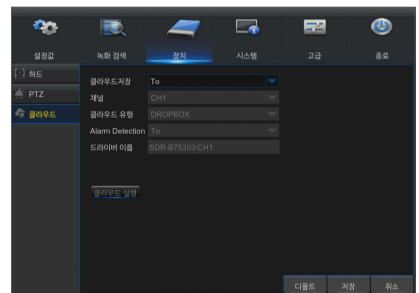 설정값 녹화 검색 장치 시스템 고급 종료
하드
PTZ
클라우드
클라우드저장 To
채널 CH1
클라우드 유형 DROPBOX
Alarm Detection To
드라이버 이름 SDR-B75303/CH1
클라우드 실행
디폴트 저장 취소